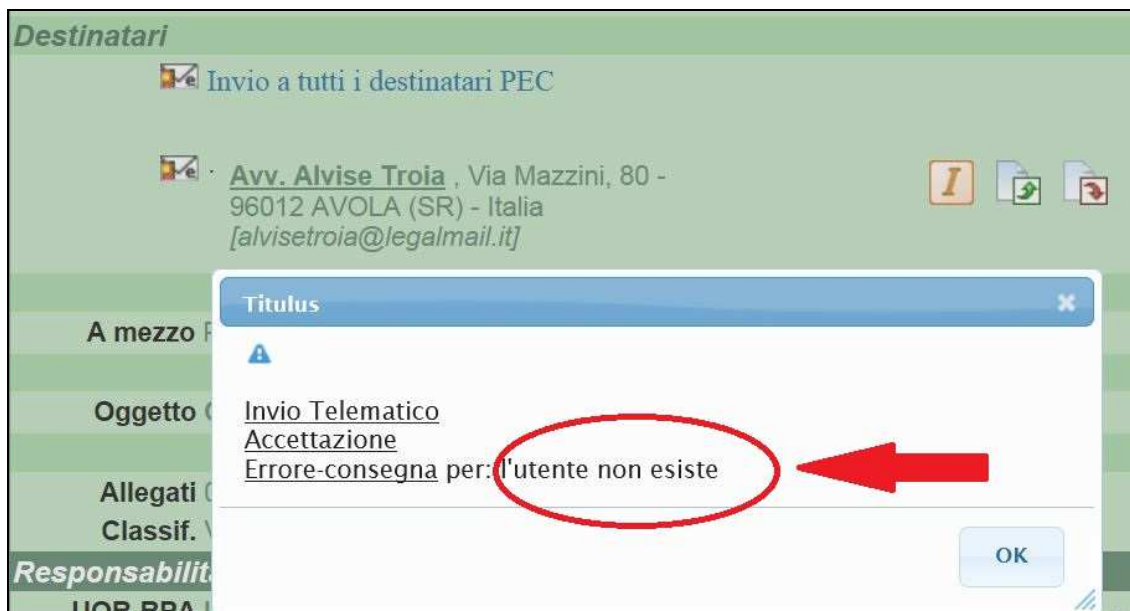 Destinatari
Invio a tutti i destinatari PEC
Avv. Alvise Troia , Via Mazzini, 80 -
96012 AVOLA (SR) - Italia
[alvisetroia@legalmail.it]
Titulus
A mezzo
Oggetto
Invio Telematico
Accettazione
Errore-consegna per: l'utente non esiste
Allegati
Classif.
OK